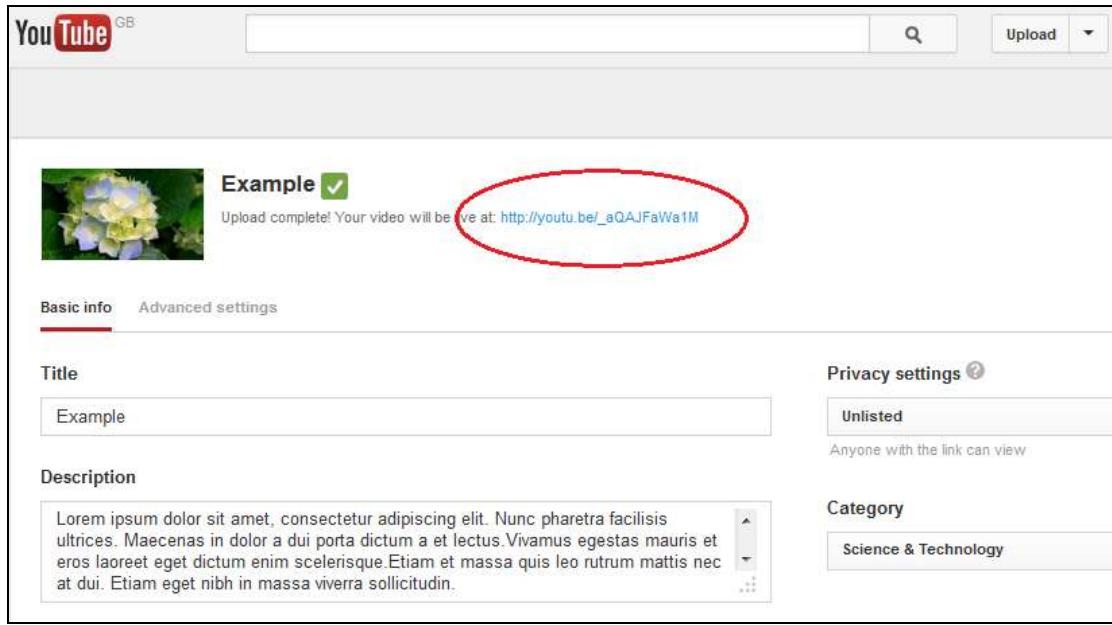 YouTube GB
Upload
Example
Upload complete! Your video will be live at: http://youtu.be/_aQAJFaWa1M
Basic info Advanced settings
Title
Example
Description
Lorem ipsum dolor sit amet, consectetur adipiscing elit. Nunc pharetra facilisis
ultrices. Maecenas in dolor a dui porta dictum a et lectus.Vivamus egestas mauris et
eros laoreet eget dictum enim scelerisque.Etiam et massa quis leo rutrum mattis nec
at dui. Etiam eget nibh in massa viverra sollicitudin.
Privacy settings ?
Unlisted
Anyone with the link can view
Category
Science & Technology